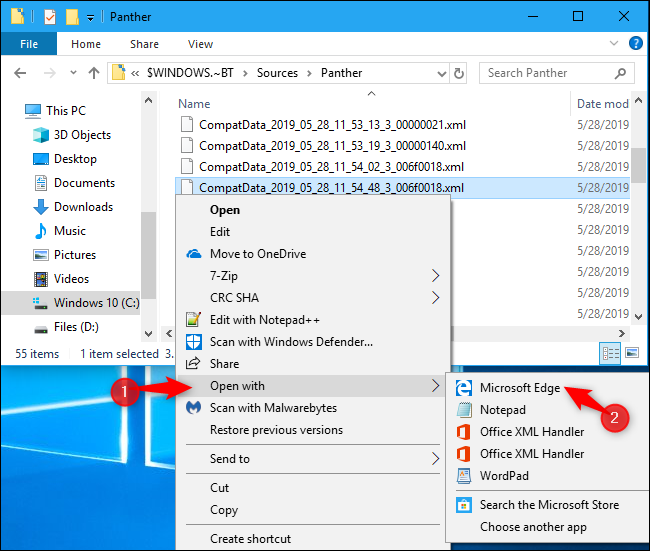 Panther
File
Home
Share
View
« $WINDOWS.~BT > Sources > Panther
Search Panther
This PC
3D Objects
Desktop
Documents
Downloads
Music
Pictures
Videos
Windows 10 (C:)
Files (D:)
Name
Date mod
CompatData_2019_05_28_11_53_13_3_00000021.xml
5/28/2019
CompatData_2019_05_28_11_53_19_3_00000140.xml
5/28/2019
CompatData_2019_05_28_11_54_02_3_006f0018.xml
5/28/2019
CompatData_2019_05_28_11_54_48_3_006f0018.xml
5/28/2019
5/28/2019
5/28/2019
5/28/2019
5/28/2019
5/28/2019
5/28/2019
55 items
1 item selected
3.
Open
Edit
Move to OneDrive
7-Zip
CRC SHA
Edit with Notepad++
Scan with Windows Defender...
Share
1
Open with
Scan with Malwarebytes
Restore previous versions
Send to
Cut
Copy
Create shortcut
Microsoft Edge
2
Notepad
Office XML Handler
Office XML Handler
WordPad
Search the Microsoft Store
Choose another app